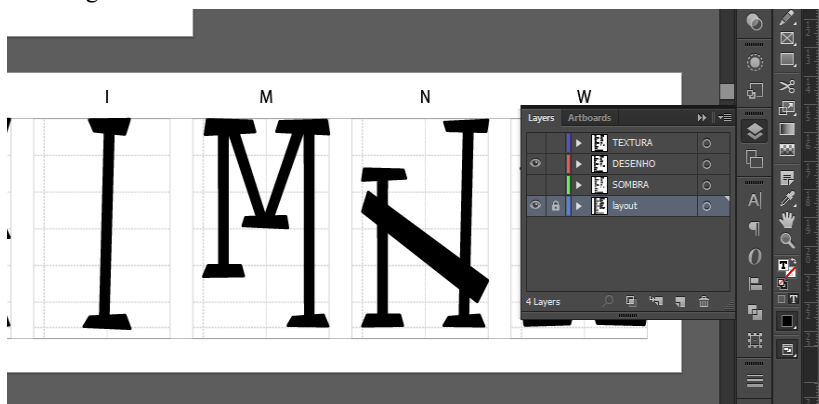 I M N W
Layers Artboards
TEXTURA
DESENHO
SOMBRA
layout
4 Layers